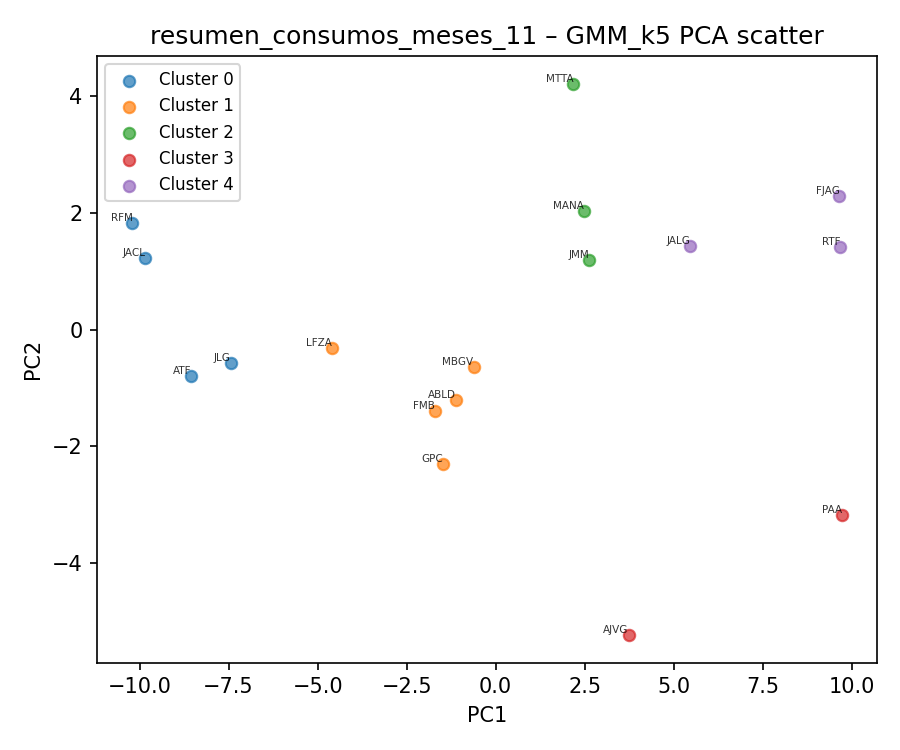 resumen_consumos_meses_11 – GMM_k5 PCA scatter
Cluster 0
Cluster 1
Cluster 2
Cluster 3
Cluster 4
MTTA
FJAG
MANA
RFM
JALG
RTF
JACL
JMM
LFZA
JLG
MBGV
ATF
ABLD
FMB
GPC
PAA
AJVG
4
2
0
−2
−4
PC2
−10.0 −7.5 −5.0 −2.5 0.0 2.5 5.0 7.5 10.0
PC1